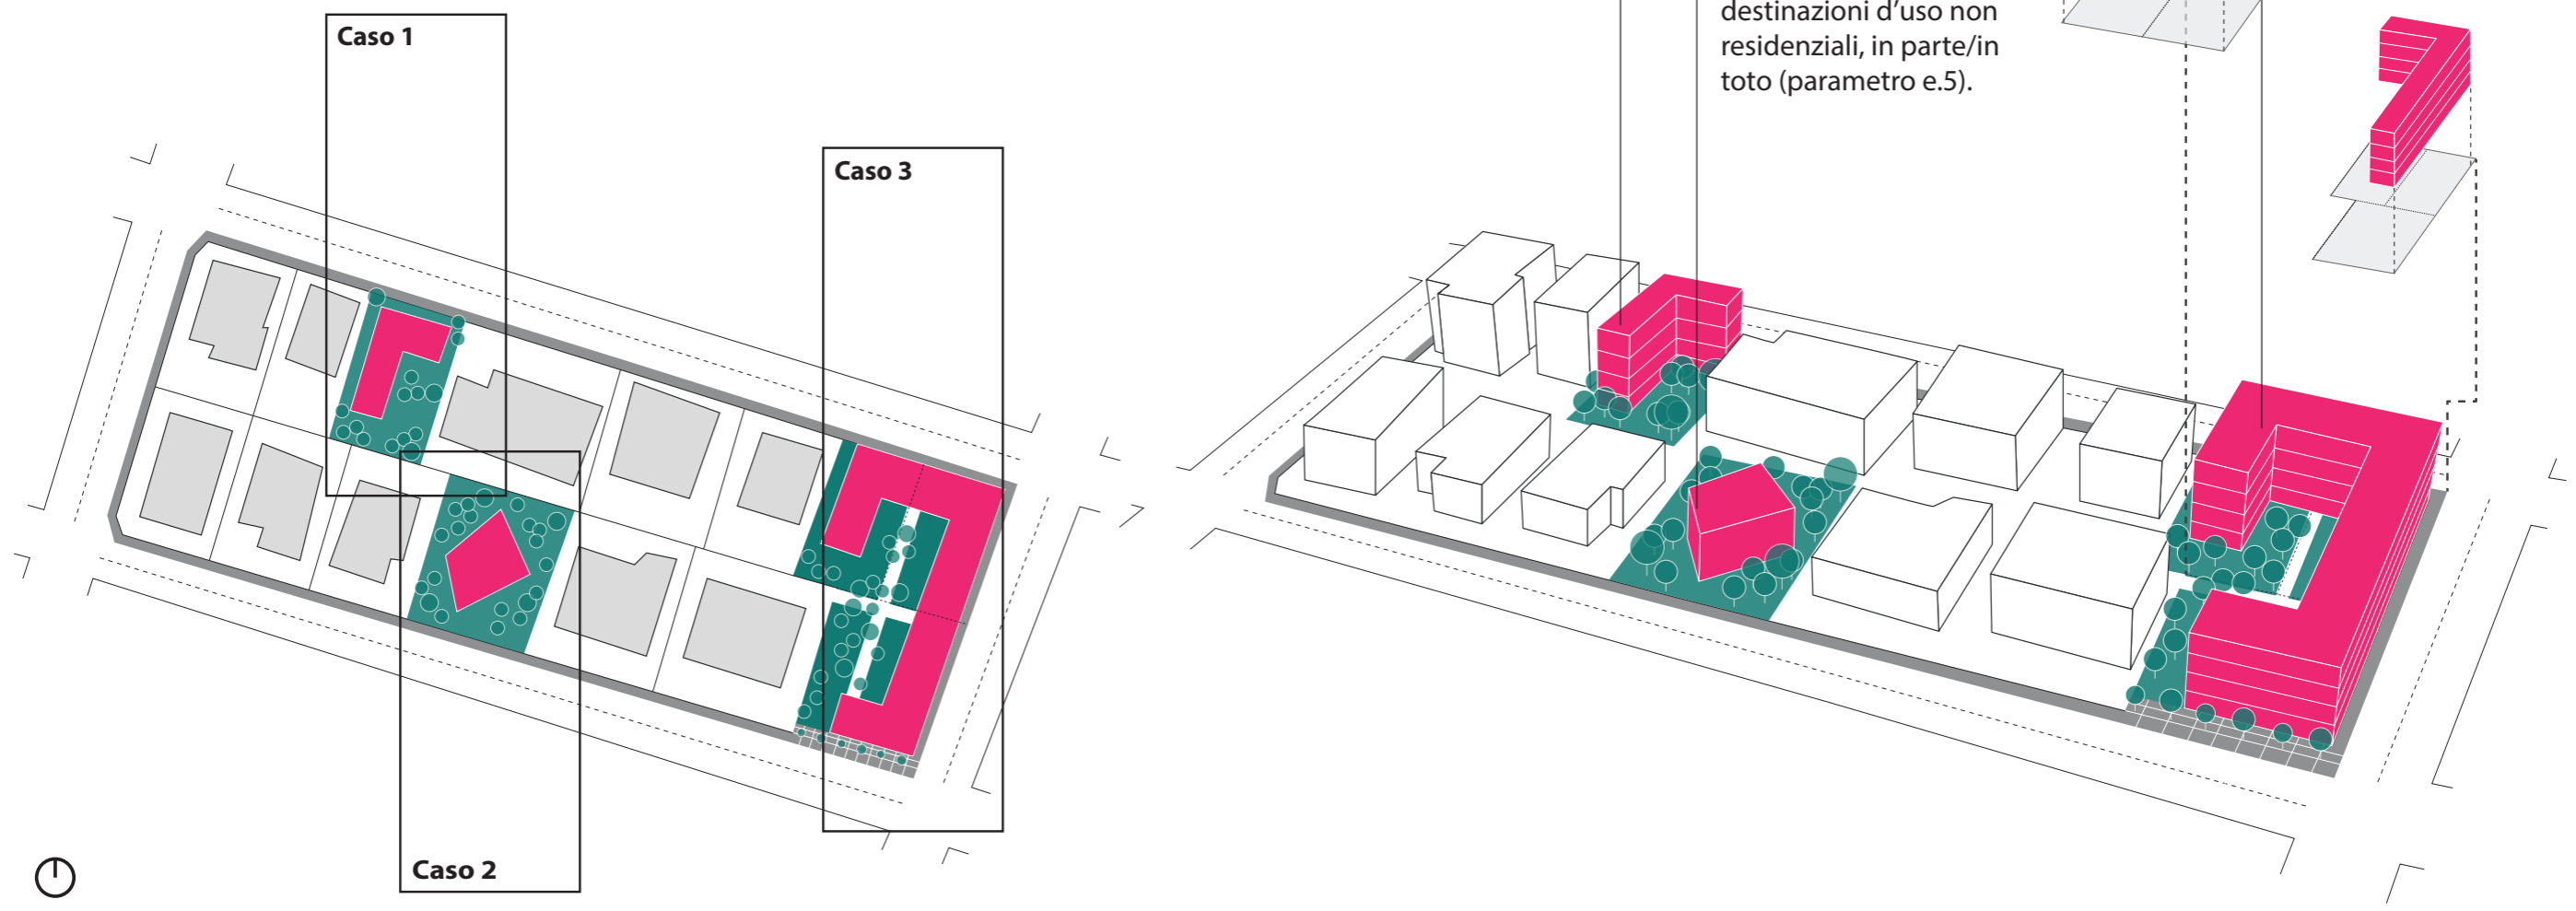 Caso 1
Caso 3
Caso 2
destinazioni d’uso non
residenziali, in parte/in
toto (parametro e.5).